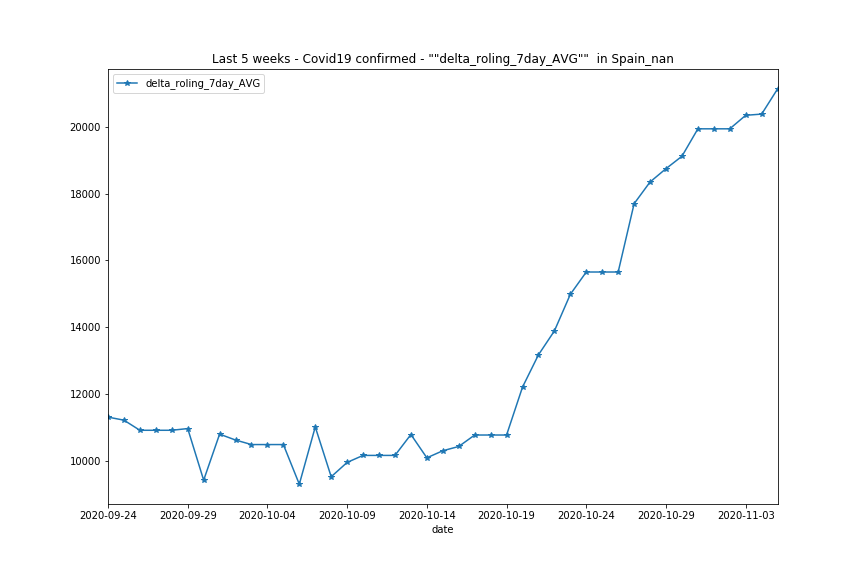 Last 5 weeks - Covid19 confirmed - ""delta_roling_7day_AVG""  in Spain_nan
delta_roling_7day_AVG
20000
18000
16000
14000
12000
10000
2020-09-24 2020-09-29 2020-10-04 2020-10-09 2020-10-14 2020-10-19 2020-10-24 2020-10-29 2020-11-03
date